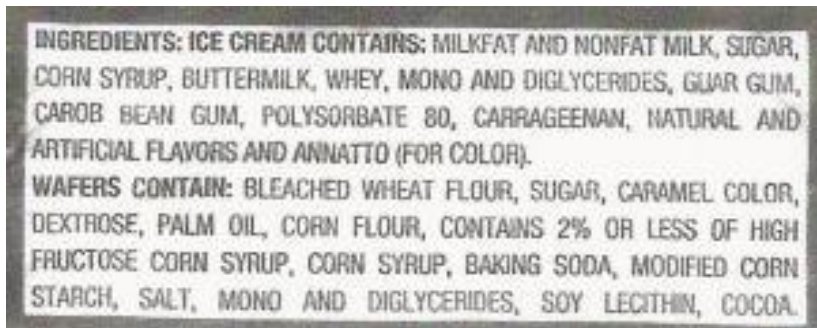 INGREDIENTS: ICE CREAM CONTAINS: MILKFAT AND NONFAT MILK, SUGAR,
CORN SYRUP, BUTTERMILK, WHEY, MONO AND DIGLYCERIDES, GUAR GUM,
CAROB BEAN GUM, POLYSORBATE 80, CARRAGEENAN, NATURAL AND
ARTIFICIAL FLAVORS AND ANNATTO (FOR COLOR).
WAFERS CONTAIN: BLEACHED WHEAT FLOUR, SUGAR, CARAMEL COLOR,
DEXTROSE, PALM OIL, CORN FLOUR, CONTAINS 2% OR LESS OF HIGH
FRUCTOSE CORN SYRUP, CORN SYRUP, BAKING SODA, MODIFIED CORN
STARCH, SALT, MONO AND DIGLYCERIDES, SOY LECITHIN, COCOA.